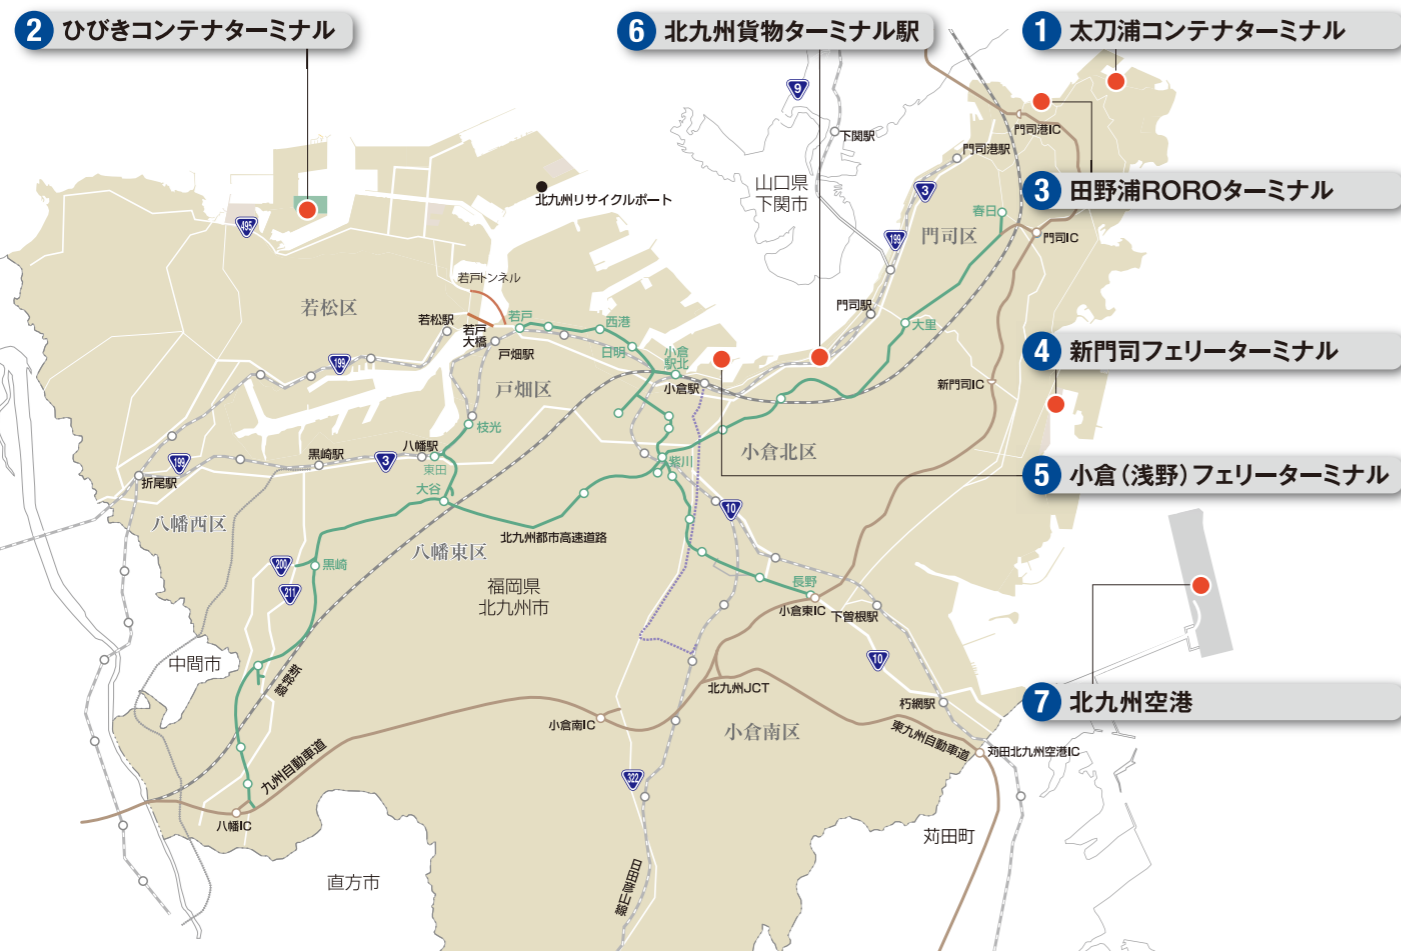 2 ひびきコンテナターミナル
6 北九州貨物ターミナル駅
1 太刀浦コンテナターミナル
9
下関駅
門司港IC
門司港駅
山口県
下関市
3
3 田野浦ROROターミナル
北九州リサイクルポート
495
春日
199
門司区
門司IC
若戸トンネル
若松区
門司駅
若松駅
若戸
大橋
若戸
西港
大里
戸畑駅
日明
小倉
駅北
4 新門司フェリーターミナル
199
小倉駅
戸畑区
新門司IC
枝光
八幡駅
小倉北区
黒崎駅
3
東田
紫川
199
折尾駅
大谷
5 小倉(浅野)フェリーターミナル
八幡西区
10
北九州都市高速道路
八幡東区
200
黒崎
211
福岡県
北九州市
長野
小倉東IC
下曽根駅
中間市
10
新幹線
北九州JCT
朽網駅
7 北九州空港
小倉南IC
小倉南区
東九州自動車道
苅田北九州空港IC
九州自動車道
322
八幡IC
苅田町
直方市
日田彦山線